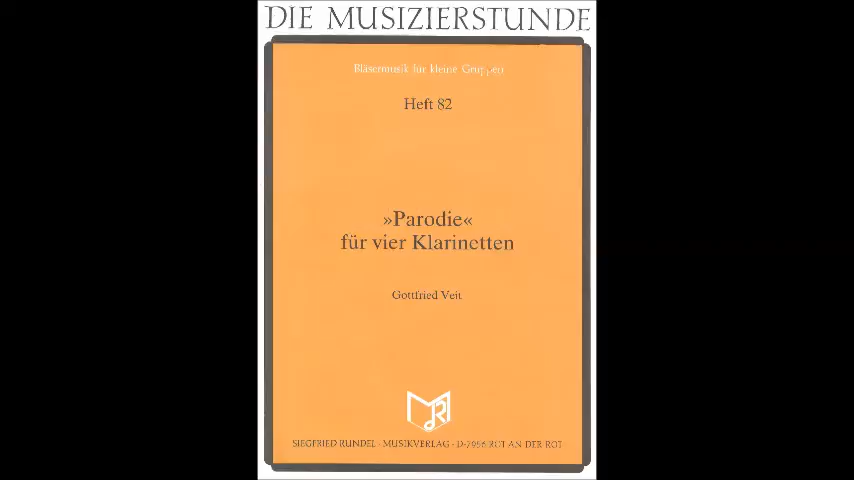 DIE MUSIZIERSTUNDE
Bläsermusik für kleine Gruppen
Heft 82
»Parodie«
für vier Klarinetten
Gottfried Veit
SIEGFRIED RUNDEL · MUSIKVERLAG · D-7956 ROT AN DER ROT